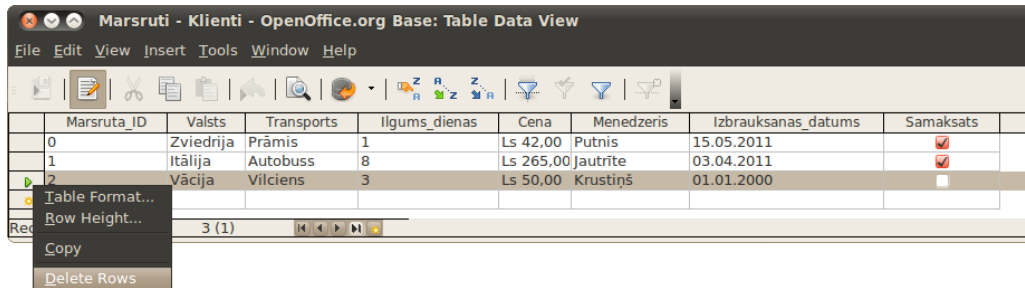 Marsruti - Klienti - OpenOffice.org Base: Table Data View
File Edit View Insert Tools Window Help
Marsruta_ID Valsts Transports Ilgums_dienas Cena Menedzeris Izbrauksanas_datums Samaksats
0 Zviedrija Prāmis 1 Ls 42,00 Putnis 15.05.2011
1 Itālija Autobuss 8 Ls 265,00 Jautrīte 03.04.2011
2 Vācija Vilciens 3 Ls 50,00 Krustiņš 01.01.2000
Table Format...
Row Height...
Rec 3 (1)
Copy
Delete Rows